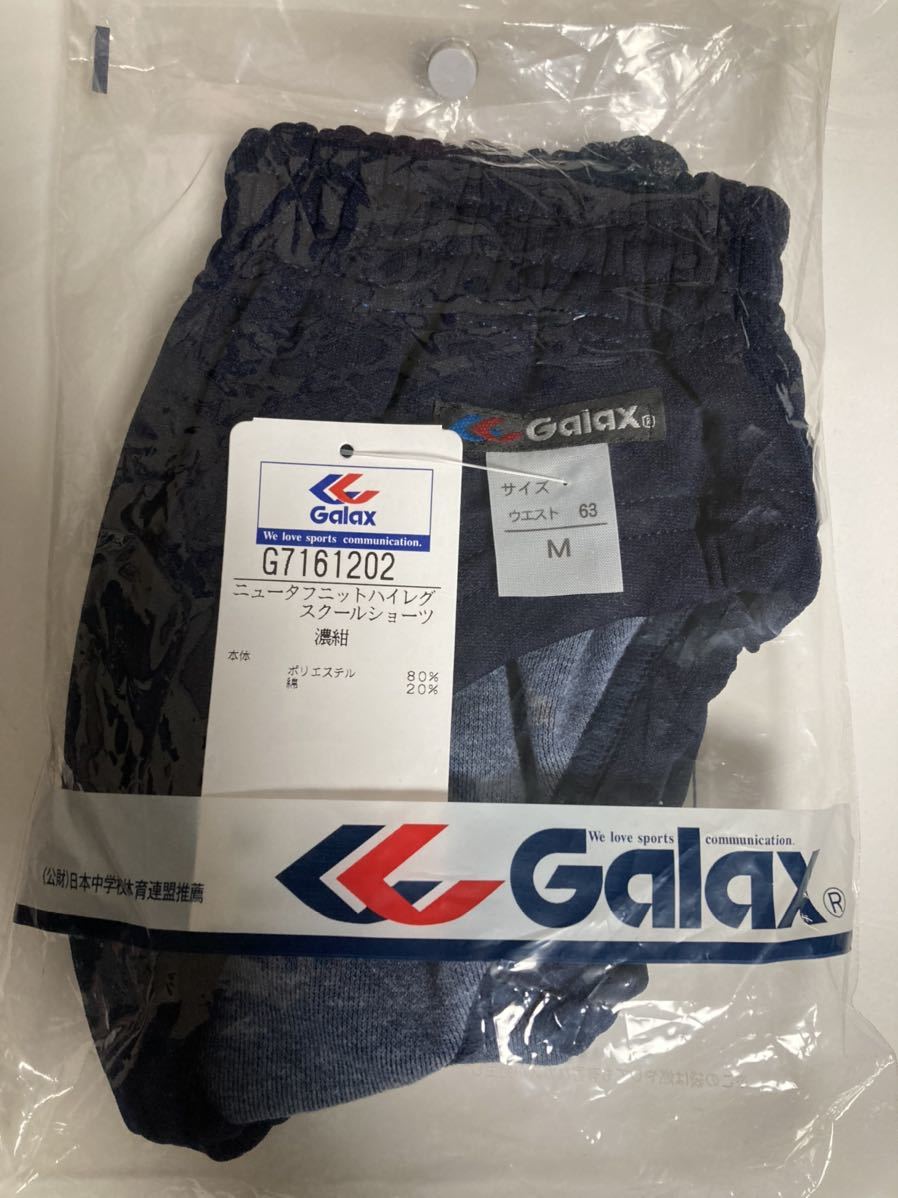 Galax®
サイズ
ウエスト 63
M
Galax
We love sports communication.
G7161202
ニュータフニットハイレグ
スクールショーツ
濃紺
本体
ポリエステル 80%
綿 20%
We love sports communication.
Galax®
(公財)日本中学校体育連盟推薦